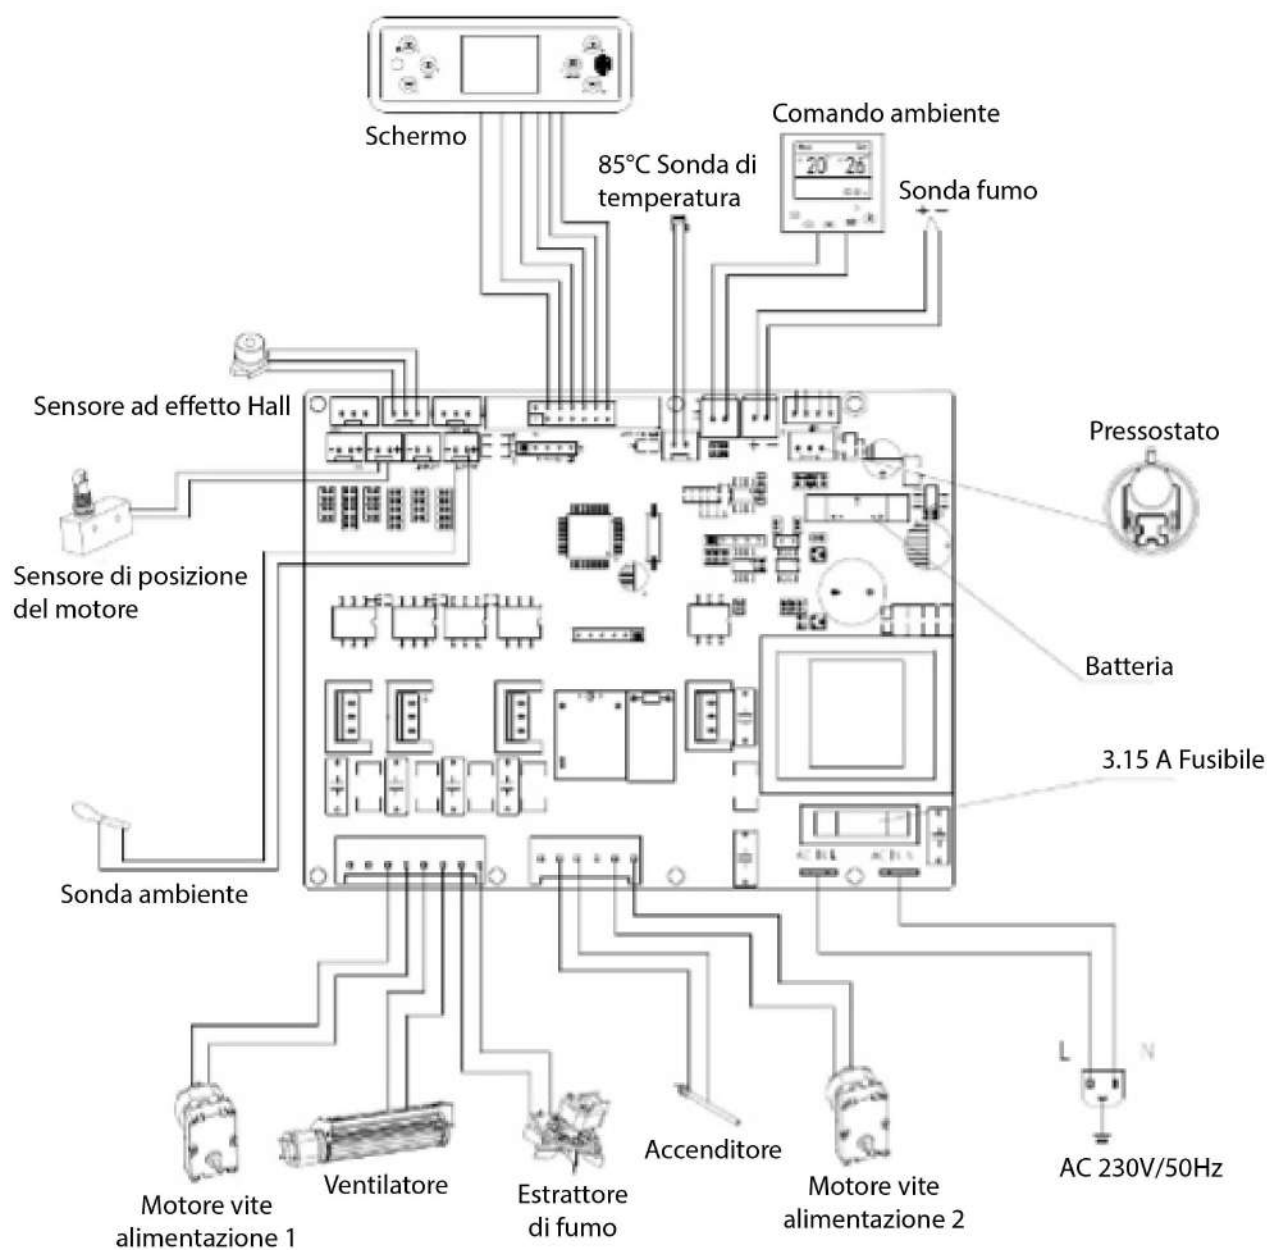 Schermo
Comando ambiente
20 26
85°C Sonda di
temperatura
Sonda fumo
+ −
Sensore ad effetto Hall
Pressostato
Sensore di posizione
del motore
Batteria
3.15 A Fusibile
Sonda ambiente
L N
Accenditore
AC 230V/50Hz
Ventilatore
Estrattore
di fumo
Motore vite
alimentazione 1
Motore vite
alimentazione 2